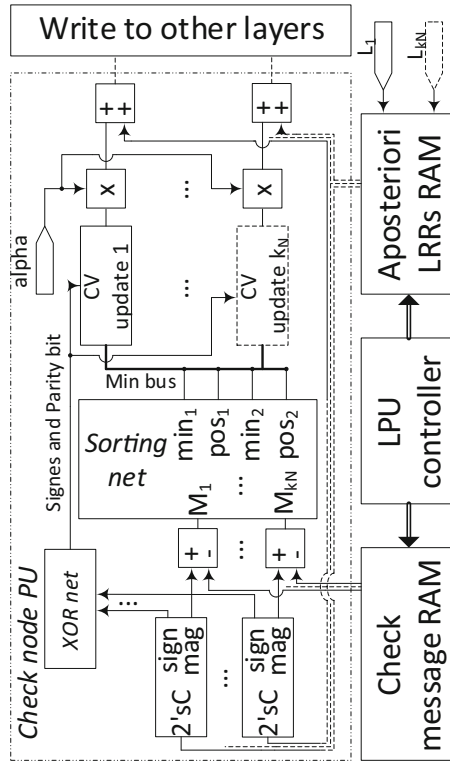 Write to other layers
L1
LkN
+ +
+ +
Aposteriori
LRRs RAM
x
...
x
alpha
CV
update 1
...
CV
update kN
Signes and Parity bit
Min bus
LPU
controller
Sorting
net
min1
pos1
min2
pos2
M1
...
MkN
+ -
...
+ -
Check node PU
XOR net
...
Check
message RAM
2'sC
sign
mag
...
2'sC
sign
mag